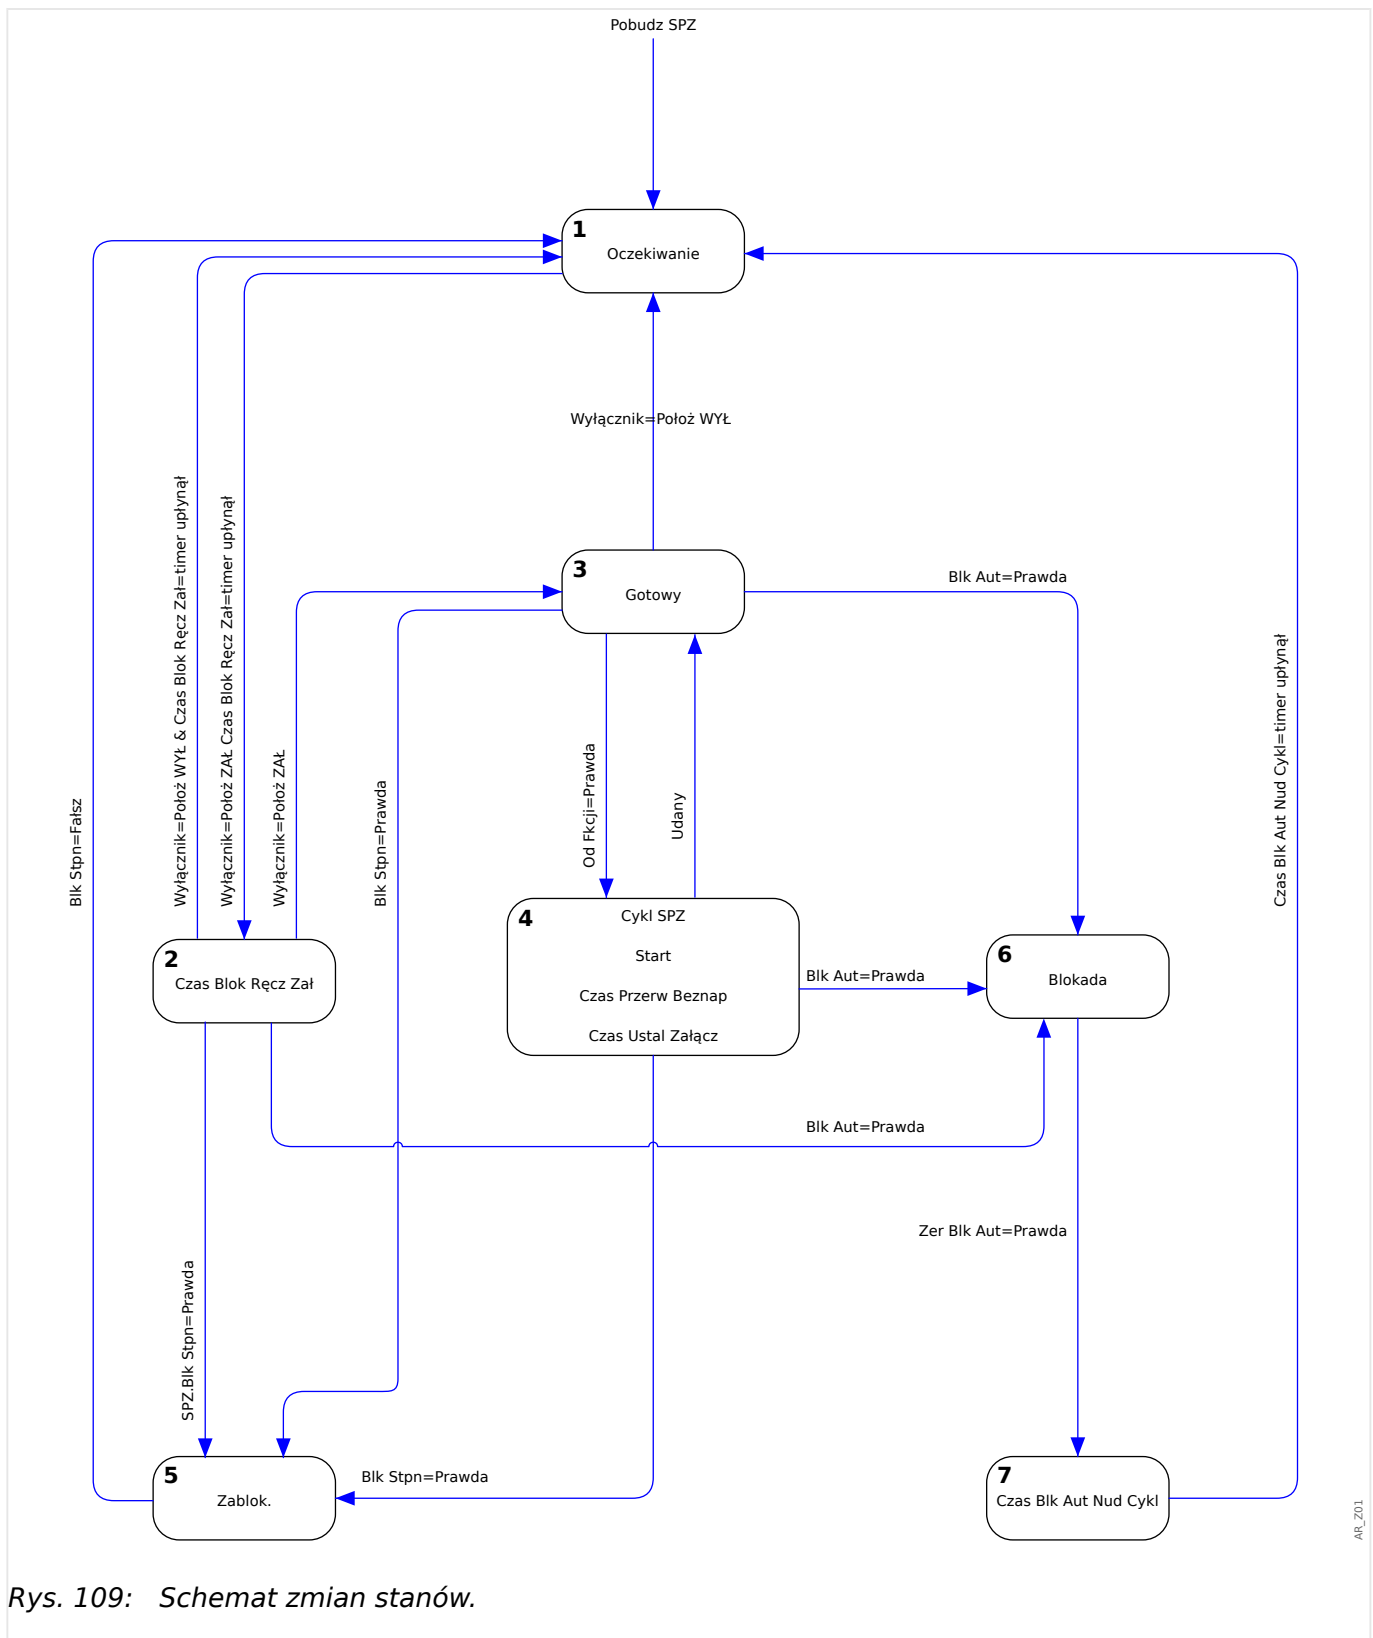 Pobudz SPZ
1
Oczekiwanie
Wyłącznik=Położ WYŁ
3
Gotowy
Blk Aut=Prawda
Blk Stpn=Fałsz
Wyłącznik=Położ WYŁ & Czas Blok Ręcz Zał=timer upłynął
Wyłącznik=Położ ZAŁ Czas Blok Ręcz Zał=timer upłynął
Wyłącznik=Położ ZAŁ
Blk Stpn=Prawda
Od Fkcji=Prawda
Udany
Czas Blk Aut Nud Cykl=timer upłynął
2
Czas Blok Ręcz Zał
4
Cykl SPZ
Start
Czas Przerw Beznap
Czas Ustal Załącz
Blk Aut=Prawda
6
Blokada
Blk Aut=Prawda
Zer Blk Aut=Prawda
SPZ.Blk Stpn=Prawda
5
Zablok.
Blk Stpn=Prawda
7
Czas Blk Aut Nud Cykl
AR_Z01
Rys. 109: Schemat zmian stanów.